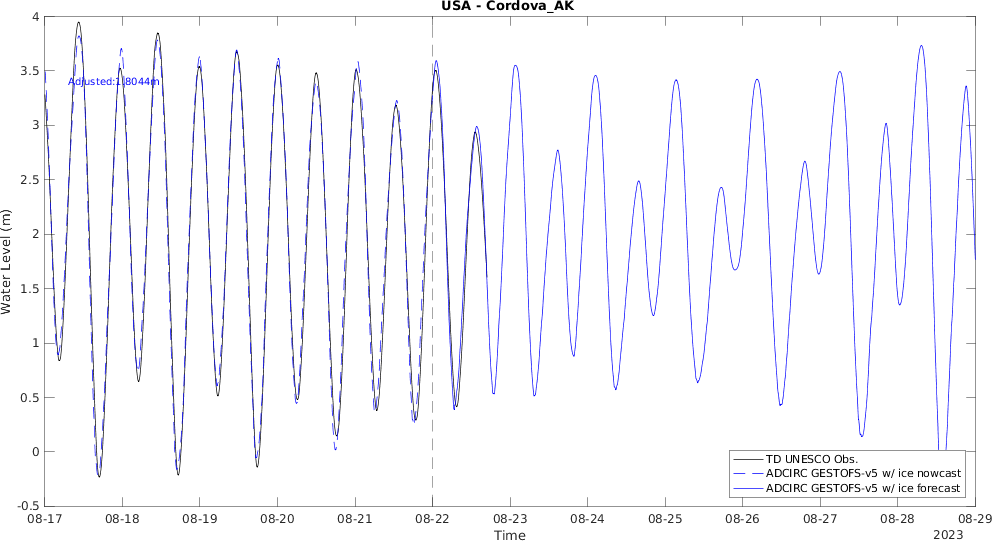 USA - Cordova_AK
4
3.5
3
2.5
2
1.5
1
0.5
0
-0.5
Water Level (m)
Adjusted:1.8044m
TD UNESCO Obs.
ADCIRC GESTOFS-v5 w/ ice nowcast
ADCIRC GESTOFS-v5 w/ ice forecast
08-17 08-18 08-19 08-20 08-21 08-22 08-23 08-24 08-25 08-26 08-27 08-28 08-29
Time
2023